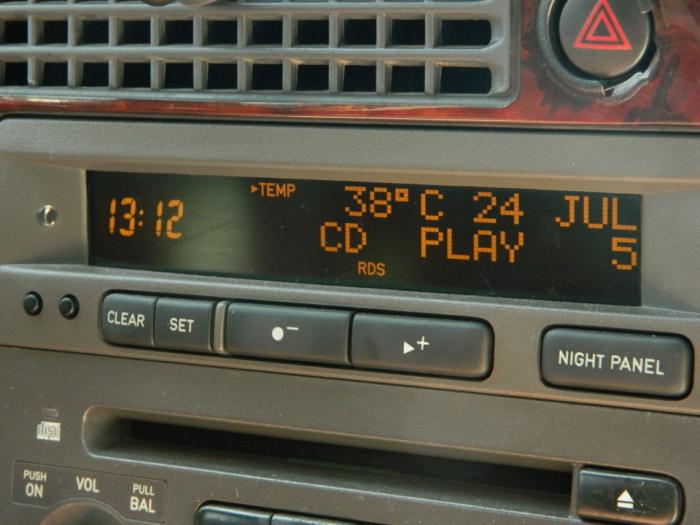 13:12 ▸TEMP 38°C 24 JUL
CD PLAY 5
RDS
CLEAR SET ●− ▸+ NIGHT PANEL
disc
PUSH ON VOL PULL BAL